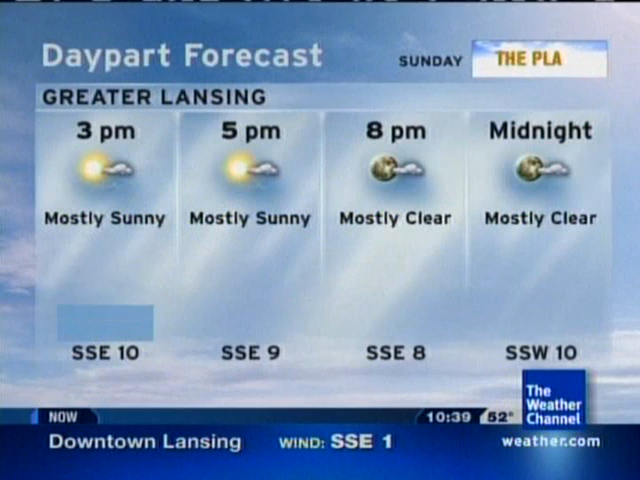 Daypart Forecast
SUNDAY
THE PLA
GREATER LANSING
3 pm 5 pm 8 pm Midnight
Mostly Sunny Mostly Sunny Mostly Clear Mostly Clear
SSE 10 SSE 9 SSE 8 SSW 10
The
Weather
Channel
NOW 10:39 52°
Downtown Lansing WIND: SSE 1 weather.com